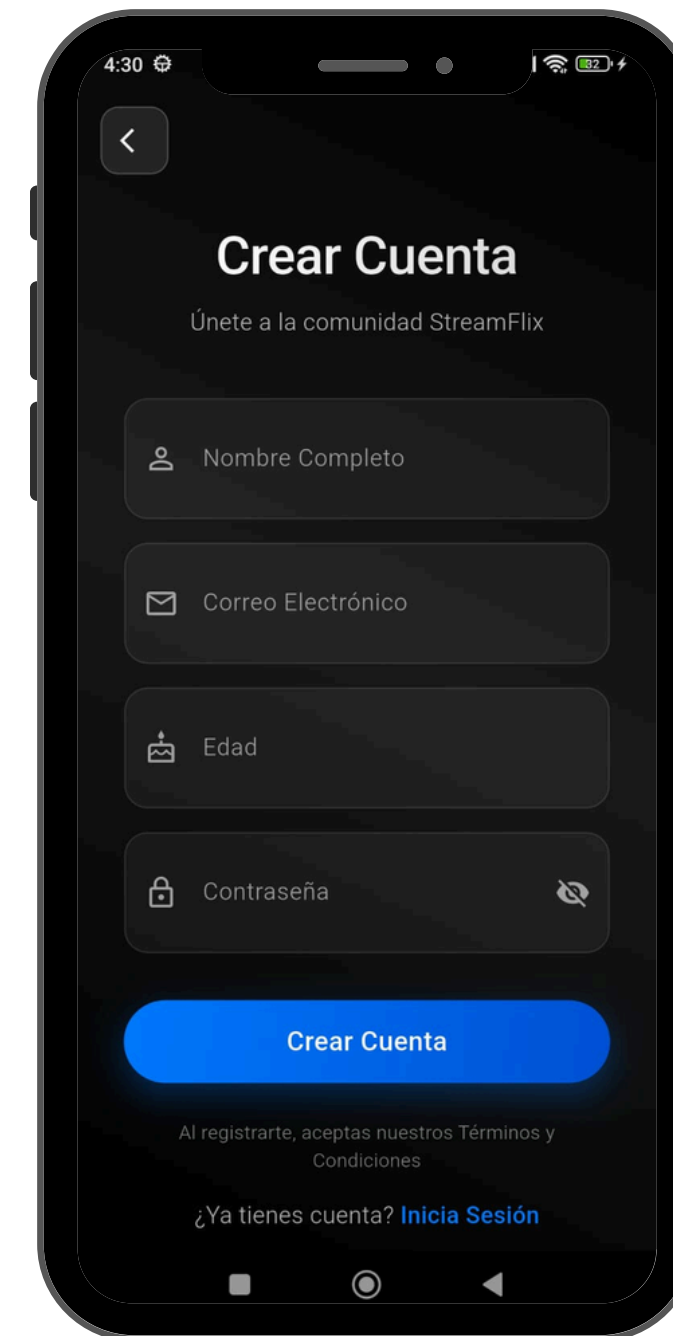 4:30
32
Crear Cuenta
Únete a la comunidad StreamFlix
Nombre Completo
Correo Electrónico
Edad
Contraseña
Crear Cuenta
Al registrarte, aceptas nuestros Términos y
Condiciones
¿Ya tienes cuenta? Inicia Sesión